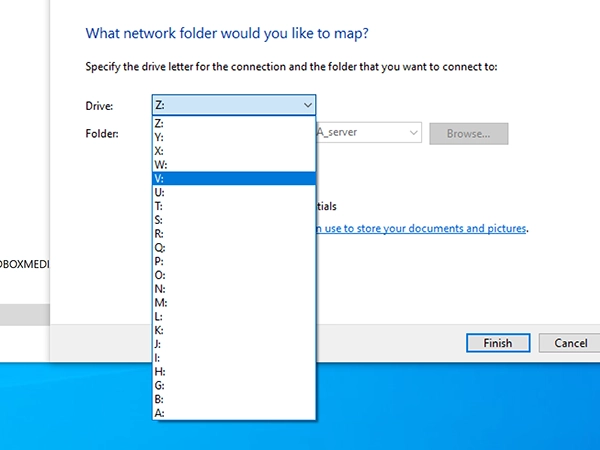 What network folder would you like to map?
Specify the drive letter for the connection and the folder that you want to connect to:
Drive: Z:
Z:
Y:
Folder: A_server Browse...
X:
W:
V:
U:
T: tials
S:
R: n use to store your documents and pictures.
Q:
P:
DBOXMEDI O:
N:
M:
L:
K:
J: Finish Cancel
I:
H:
G:
B:
A: